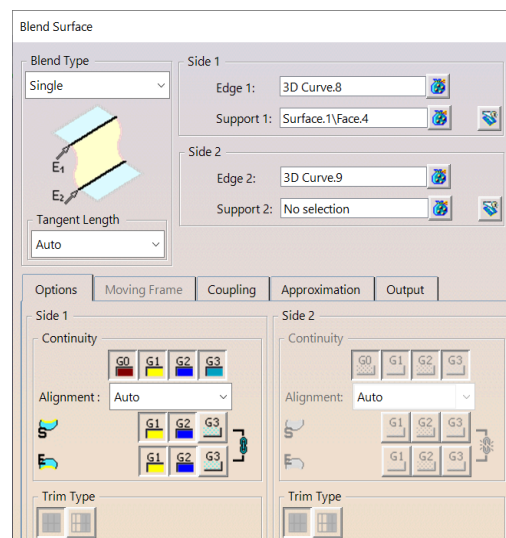 Blend Surface
Blend Type
Single
E1
E2
Tangent Length
Auto
Side 1
Edge 1: 3D Curve.8
Support 1: Surface.1\Face.4
Side 2
Edge 2: 3D Curve.9
Support 2: No selection
Options Moving Frame Coupling Approximation Output
Side 1
Continuity
G0 G1 G2 G3
Alignment : Auto
S G1 G2 G3
E G1 G2 G3
Trim Type
Side 2
Continuity
G0 G1 G2 G3
Alignment: Auto
S G1 G2 G3
E G1 G2 G3
Trim Type